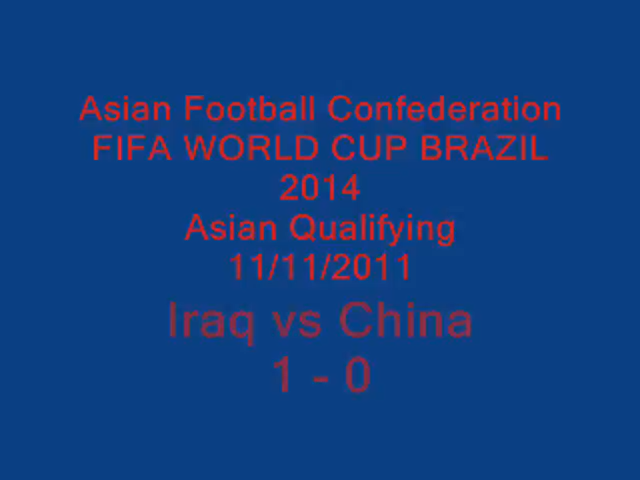 Asian Football Confederation
FIFA WORLD CUP BRAZIL
2014
Asian Qualifying
11/11/2011
Iraq vs China
1 - 0